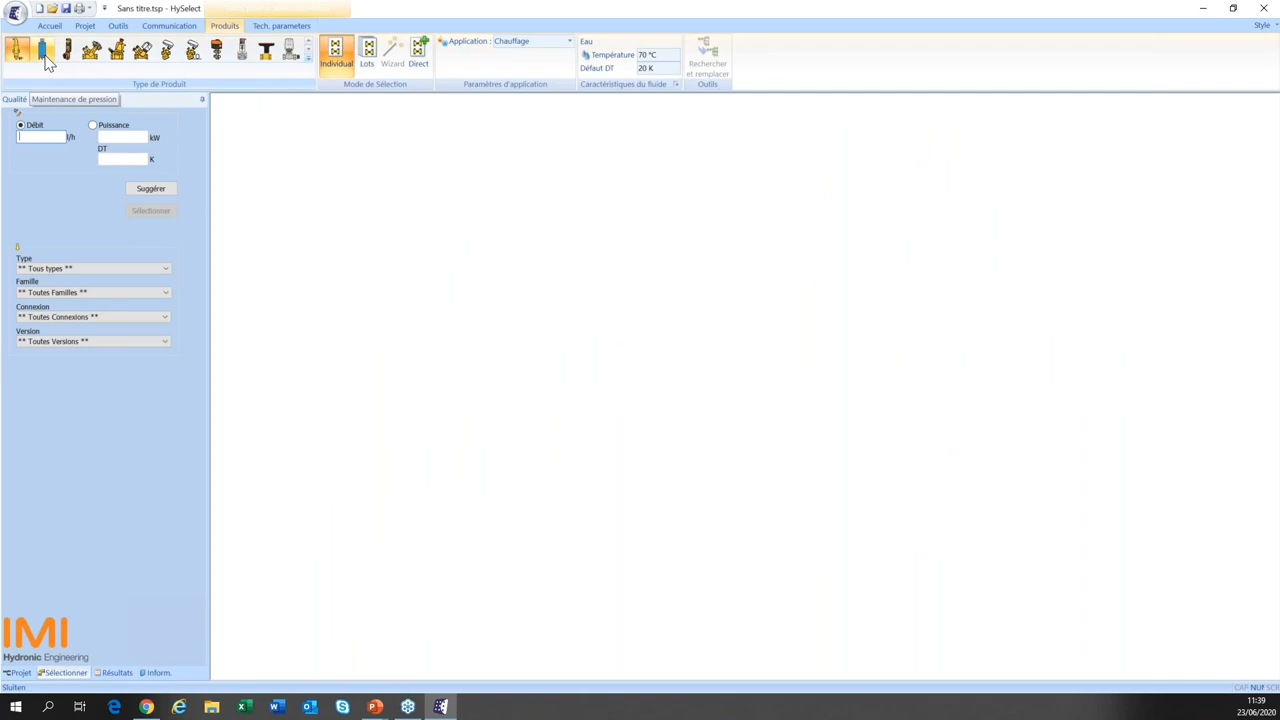 Sans titre.tsp - HySelect
Accueil Projet Outils Communication Produits Tech. parameters
Style
Individual Lots Wizard Direct
Application : Chauffage
Eau
Température 70 °C
Défaut DT 20 K
Rechercher
et remplacer
Type de Produit Mode de Sélection Paramètres d'application Caractéristiques du fluide Outils
Qualité Maintenance de pression
Débit Puissance
l/h kW
DT
K
Suggérer
Sélectionner
Type
** Tous types **
Famille
** Toutes Familles **
Connexion
** Toutes Connexions **
Version
** Toutes Versions **
IMI
Hydronic Engineering
Projet Sélectionner Résultats Inform.
Sluiten
CAP NUM SCR
11:39
23/06/2020